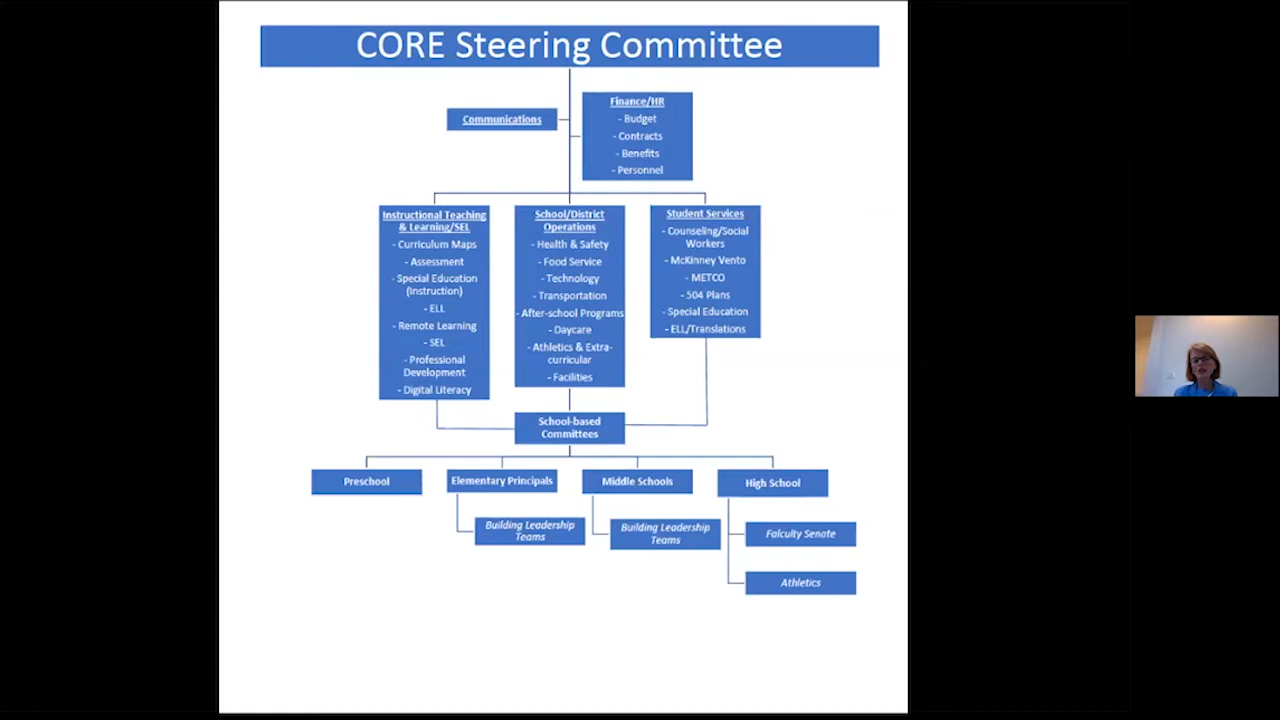 CORE Steering Committee
Communications
Finance/HR
- Budget
- Contracts
- Benefits
- Personnel
Instructional Teaching
& Learning/SEL
- Curriculum Maps
- Assessment
- Special Education
(Instruction)
- ELL
- Remote Learning
- SEL
- Professional
Development
- Digital Literacy
School/District
Operations
- Health & Safety
- Food Service
- Technology
- Transportation
- After-school Programs
- Daycare
- Athletics & Extra-
curricular
- Facilities
Student Services
- Counseling/Social
Workers
- McKinney Vento
- METCO
- 504 Plans
- Special Education
- ELL/Translations
School-based
Committees
Preschool
Elementary Principals
Middle Schools
High School
Building Leadership
Teams
Building Leadership
Teams
Falculty Senate
Athletics